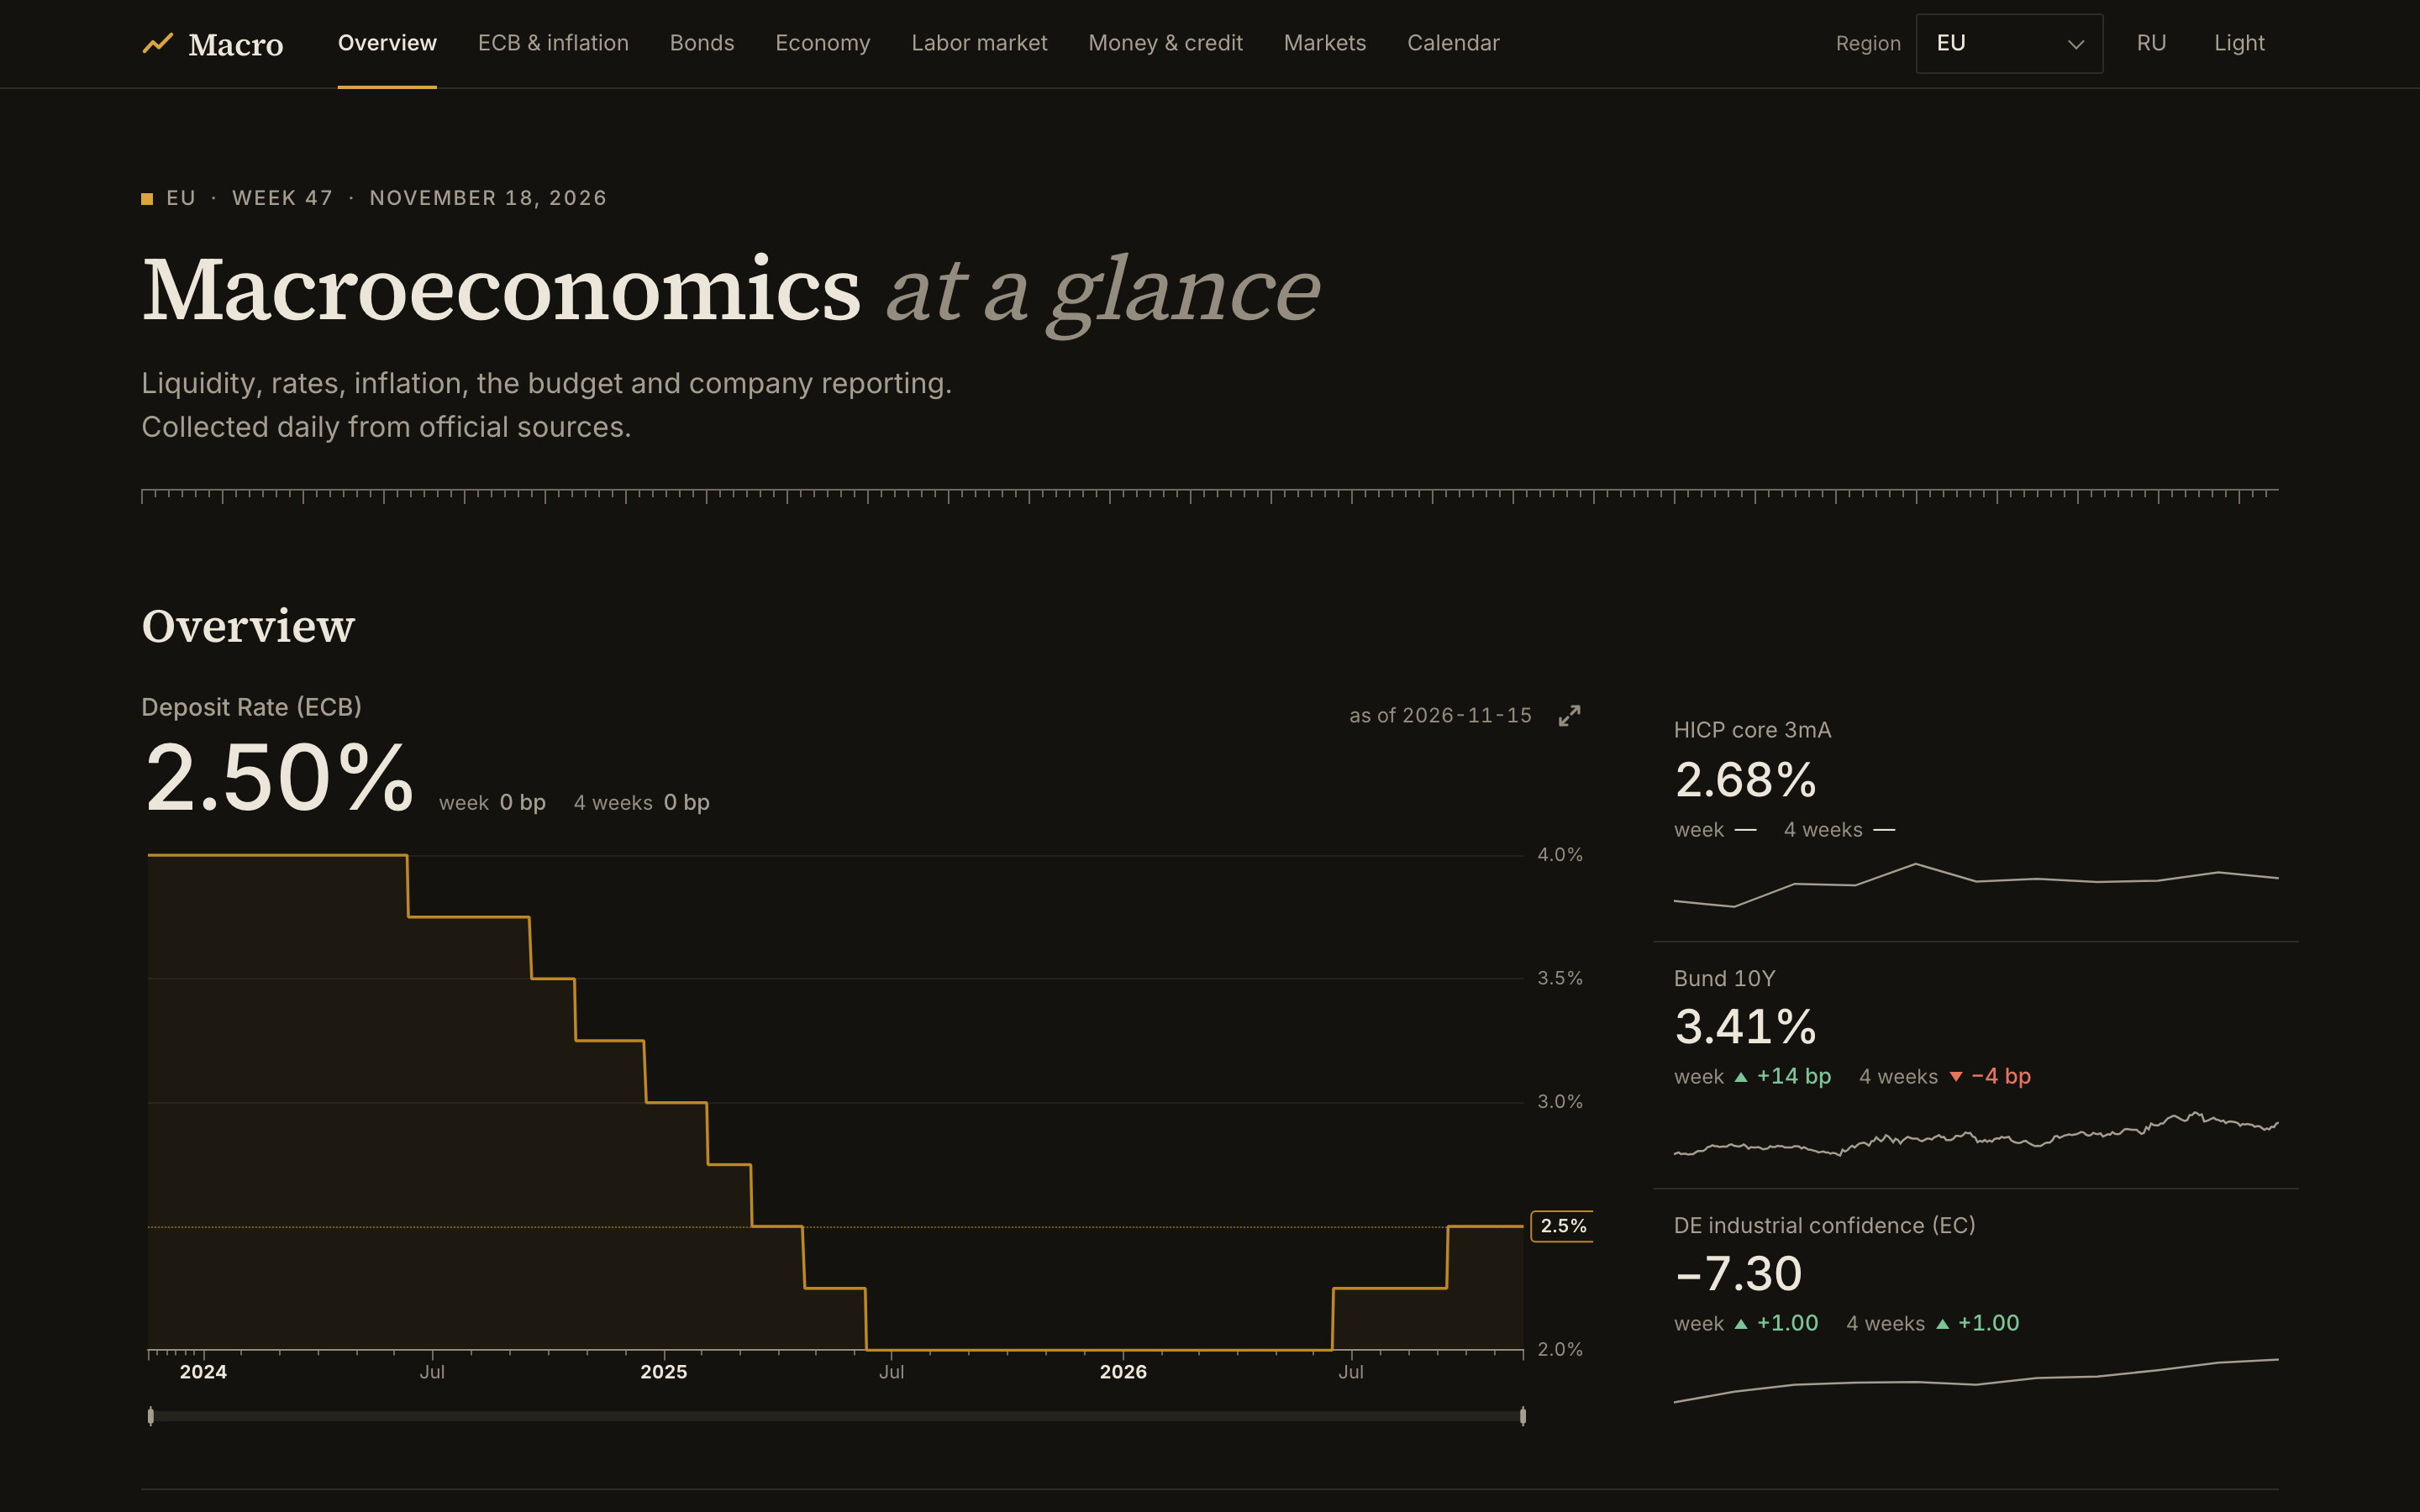 Macro Overview ECB & inflation Bonds Economy Labor market Money & credit Markets Calendar Region EU RU Light
EU · WEEK 47 · NOVEMBER 18, 2026
Macroeconomics at a glance
Liquidity, rates, inflation, the budget and company reporting.
Collected daily from official sources.
Overview
Deposit Rate (ECB)
as of 2026-11-15
2.50% week 0 bp 4 weeks 0 bp
4.0%
3.5%
3.0%
2.5%
2.0%
2024 Jul 2025 Jul 2026 Jul
HICP core 3mA
2.68%
week — 4 weeks —
Bund 10Y
3.41%
week ▲ +14 bp 4 weeks ▼ −4 bp
DE industrial confidence (EC)
−7.30
week ▲ +1.00 4 weeks ▲ +1.00